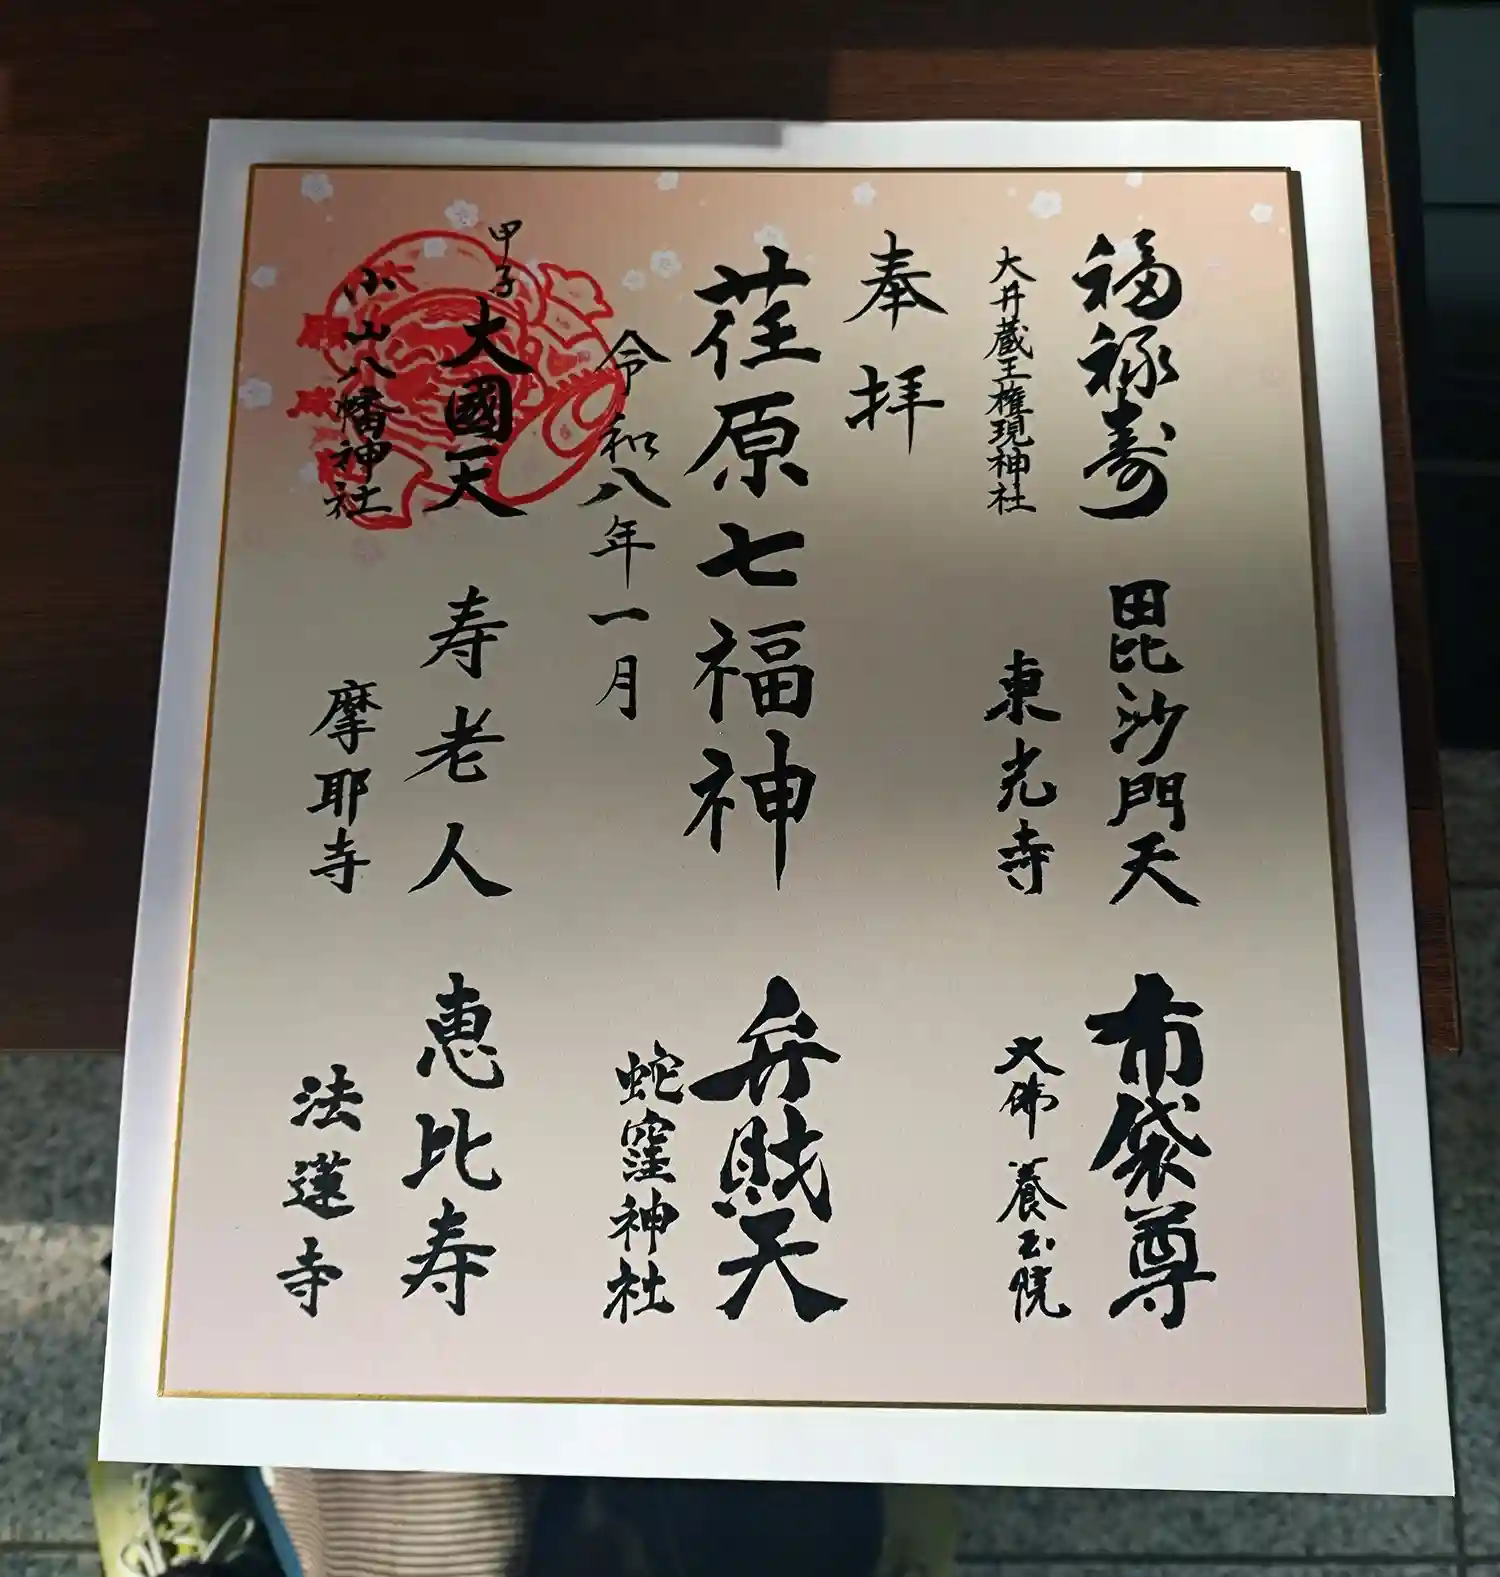 福禄寿
大井蔵王権現神社
毘沙門天
東光寺
布袋尊
大佛 養玉院
奉拝
荏原七福神
令和八年一月
弁財天
蛇窪神社
甲子 大國天
小山八幡神社
寿老人
摩耶寺
恵比寿
法蓮寺